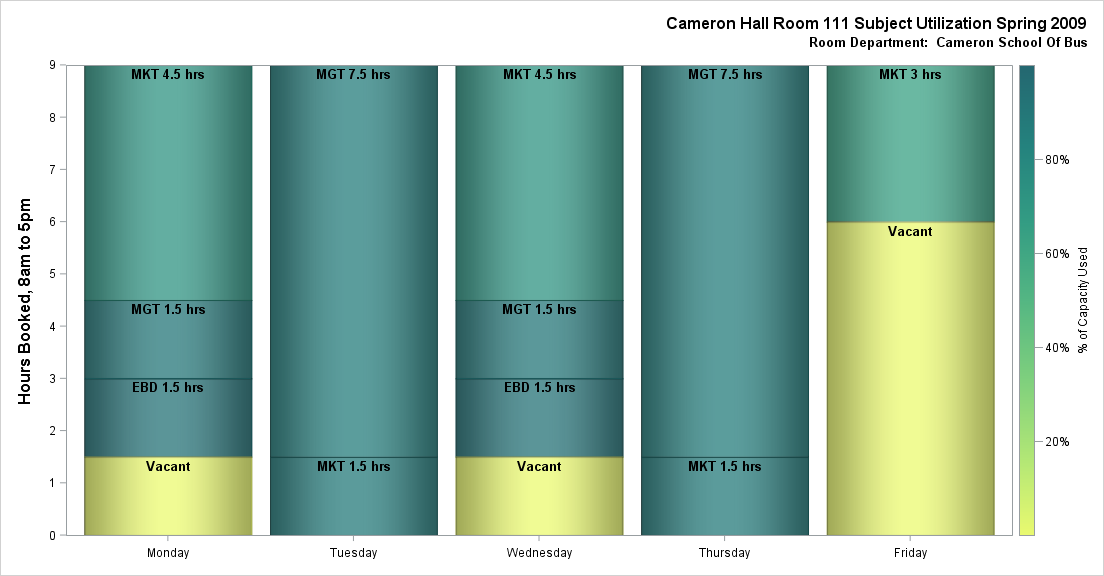 Cameron Hall Room 111 Subject Utilization Spring 2009
Room Department:  Cameron School Of Bus
Hours Booked, 8am to 5pm
9
8
7
6
5
4
3
2
1
0
MKT 4.5 hrs
MGT 1.5 hrs
EBD 1.5 hrs
Vacant
MGT 7.5 hrs
MKT 1.5 hrs
MKT 4.5 hrs
MGT 1.5 hrs
EBD 1.5 hrs
Vacant
MGT 7.5 hrs
MKT 1.5 hrs
MKT 3 hrs
Vacant
Monday
Tuesday
Wednesday
Thursday
Friday
80%
60%
40%
20%
% of Capacity Used